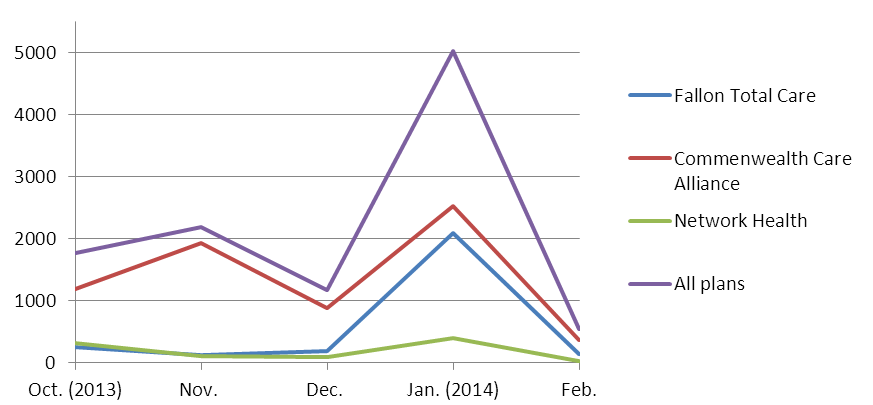 5000
4000
3000
2000
1000
0
Oct. (2013) Nov. Dec. Jan. (2014) Feb.
Fallon Total Care
Commenwealth Care
Alliance
Network Health
All plans